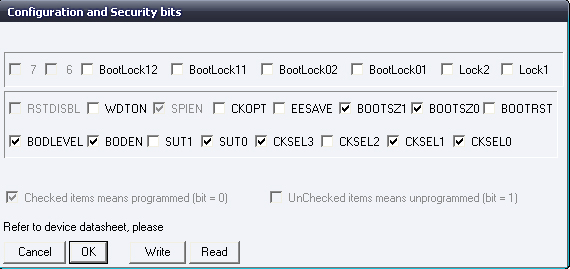 Configuration and Security bits
7 6 BootLock12 BootLock11 BootLock02 BootLock01 Lock2 Lock1
RSTDISBL WDTON SPIEN CKOPT EESAVE BOOTSZ1 BOOTSZ0 BOOTRST
BODLEVEL BODEN SUT1 SUT0 CKSEL3 CKSEL2 CKSEL1 CKSEL0
Checked items means programmed (bit = 0) UnChecked items means unprogrammed (bit = 1)
Refer to device datasheet, please
Cancel OK Write Read